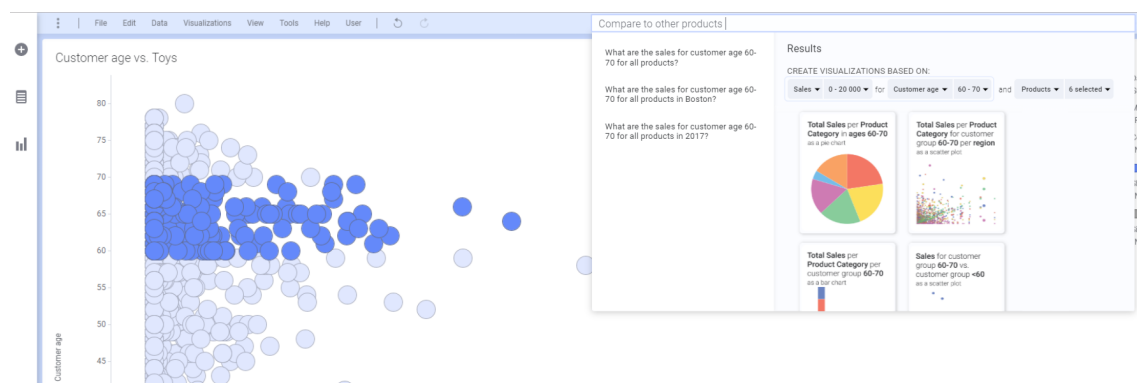 File Edit Data Visualizations View Tools Help User
Compare to other products
Customer age vs. Toys
80
75
70
65
60
55
50
45
Customer age
What are the sales for customer age 60-
70 for all products?
What are the sales for customer age 60-
70 for all products in Boston?
What are the sales for customer age 60-
70 for all products in 2017?
Results
CREATE VISUALIZATIONS BASED ON:
Sales 0 - 20 000 for Customer age 60 - 70 and Products 6 selected
Total Sales per Product
Category in ages 60-70
as a pie chart
Total Sales per Product
Category for customer
group 60-70 per region
as a scatter plot
Total Sales per
Product Category per
customer group 60-70
as a bar chart
Sales for customer
group 60-70 vs.
customer group <60
as a scatter plot